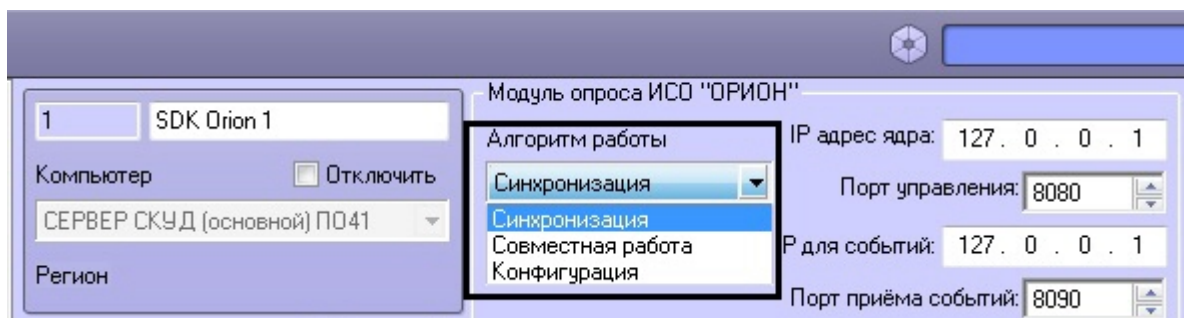 Модуль опроса ИСО "ОРИОН"
1 SDK Orion 1
Компьютер Отключить
СЕРВЕР СКУД (основной) ПО41
Регион
Алгоритм работы
Синхронизация
Синхронизация
Совместная работа
Конфигурация
IP адрес ядра: 127. 0 . 0 . 1
Порт управления: 8080
Р для событий: 127. 0 . 0 . 1
Порт приёма событий: 8090